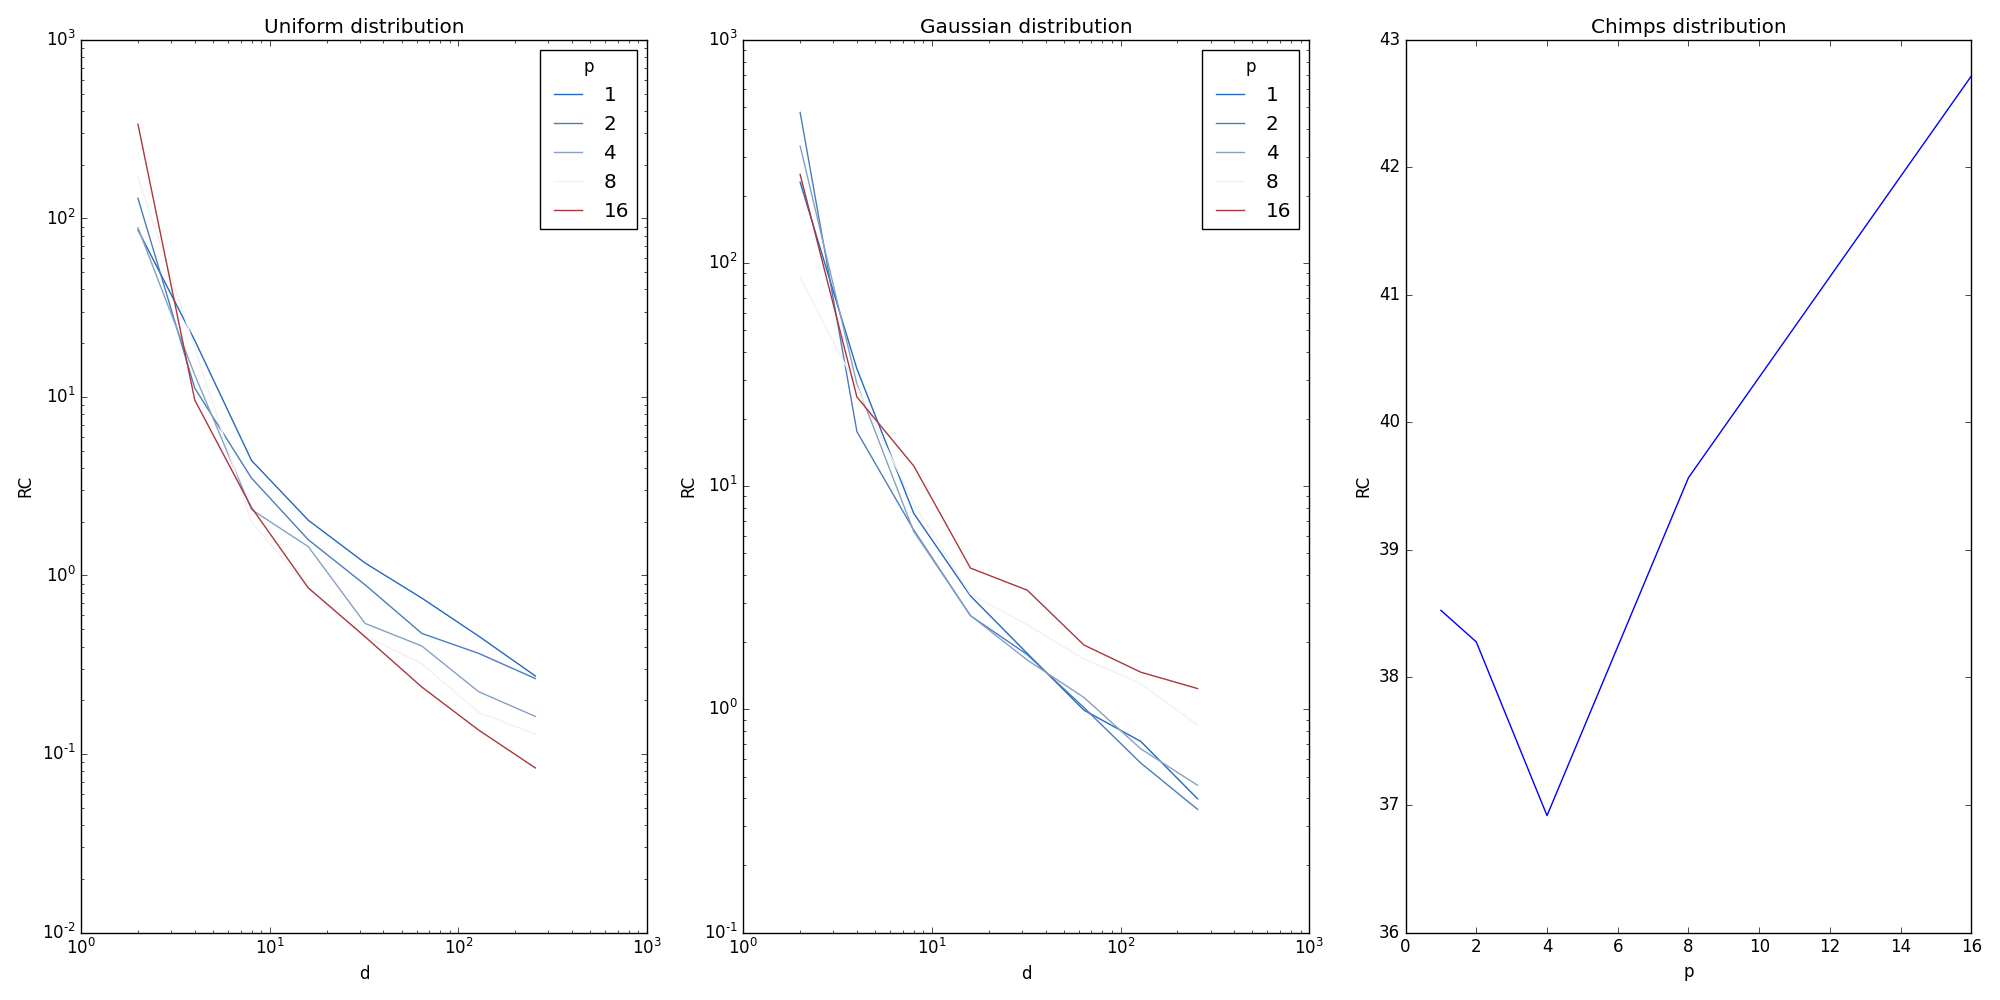 Uniform distribution
10^3
10^2
10^1
10^0
10^-1
10^-2
RC
10^0 10^1 10^2 10^3
d
p
1
2
4
8
16
Gaussian distribution
10^3
10^2
10^1
10^0
10^-1
RC
10^0 10^1 10^2 10^3
d
p
1
2
4
8
16
Chimps distribution
43
42
41
40
39
38
37
36
RC
0 2 4 6 8 10 12 14 16
p